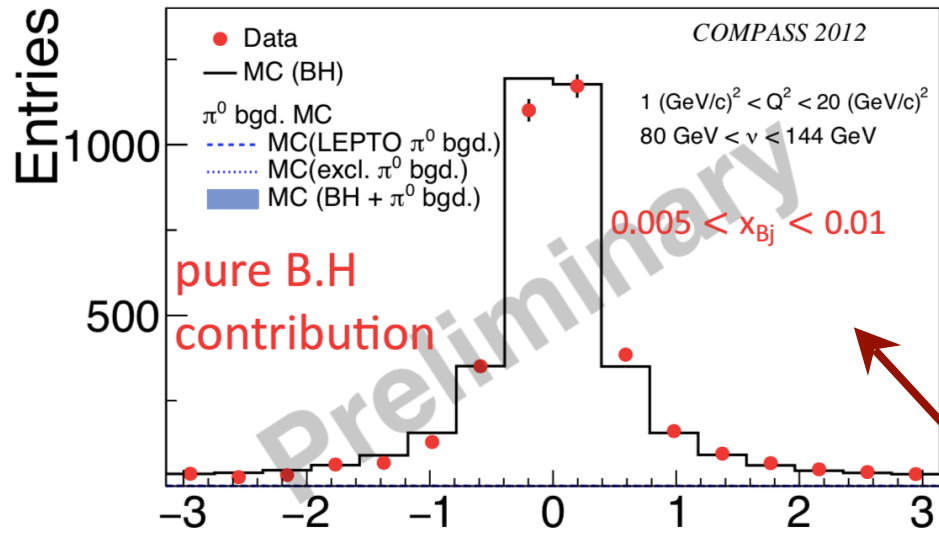 Entries
1000
500
Data
MC (BH)
π⁰ bgd. MC
MC(LEPTO π⁰ bgd.)
MC(excl. π⁰ bgd.)
MC (BH + π⁰ bgd.)
COMPASS 2012
1 (GeV/c)² < Q² < 20 (GeV/c)²
80 GeV < ν < 144 GeV
0.005 < x_Bj < 0.01
pure B.H
contribution
Preliminary
−3 −2 −1 0 1 2 3